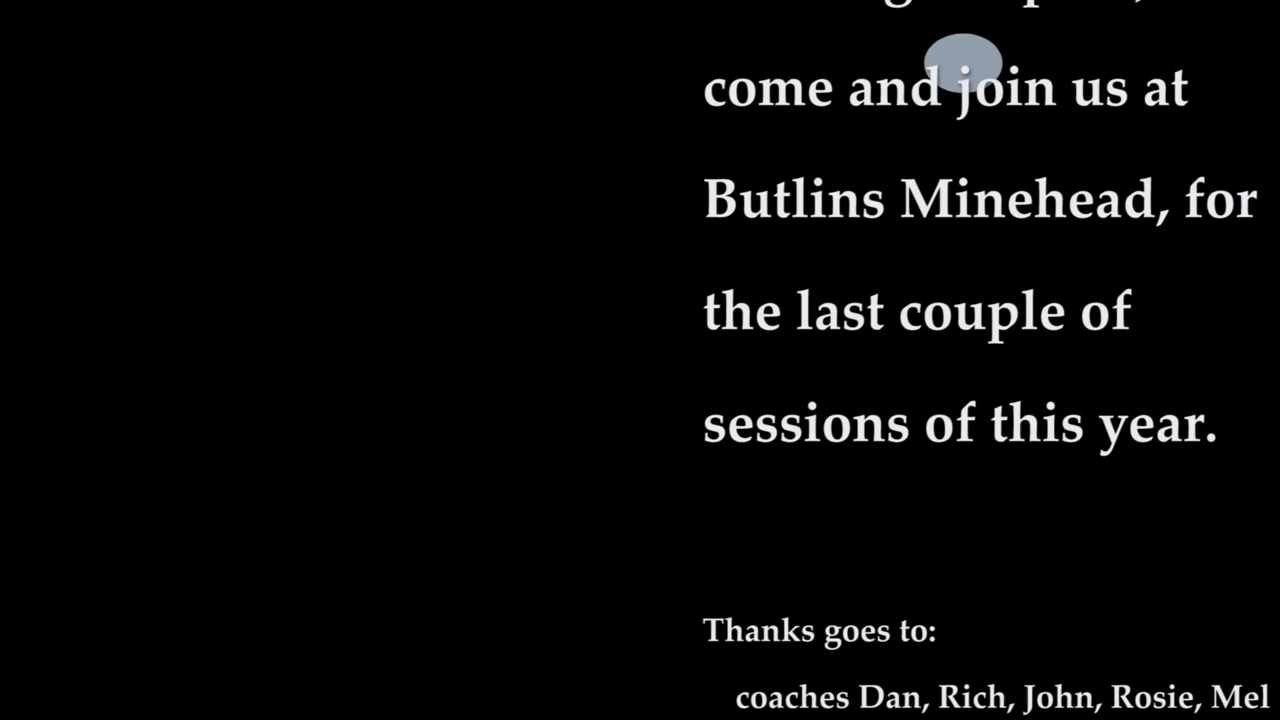 come and join us at
Butlins Minehead, for
the last couple of
sessions of this year.
Thanks goes to:
coaches Dan, Rich, John, Rosie, Mel